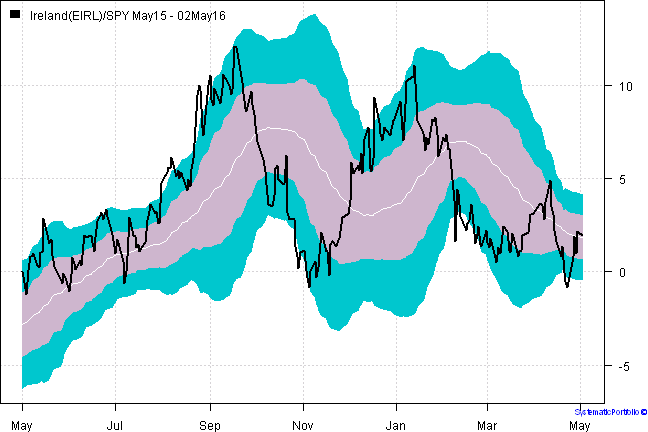 Ireland(EIRL)/SPY May15 - 02May16
10
5
0
-5
SystematicPortfolio ©
May Jul Sep Nov Jan Mar May